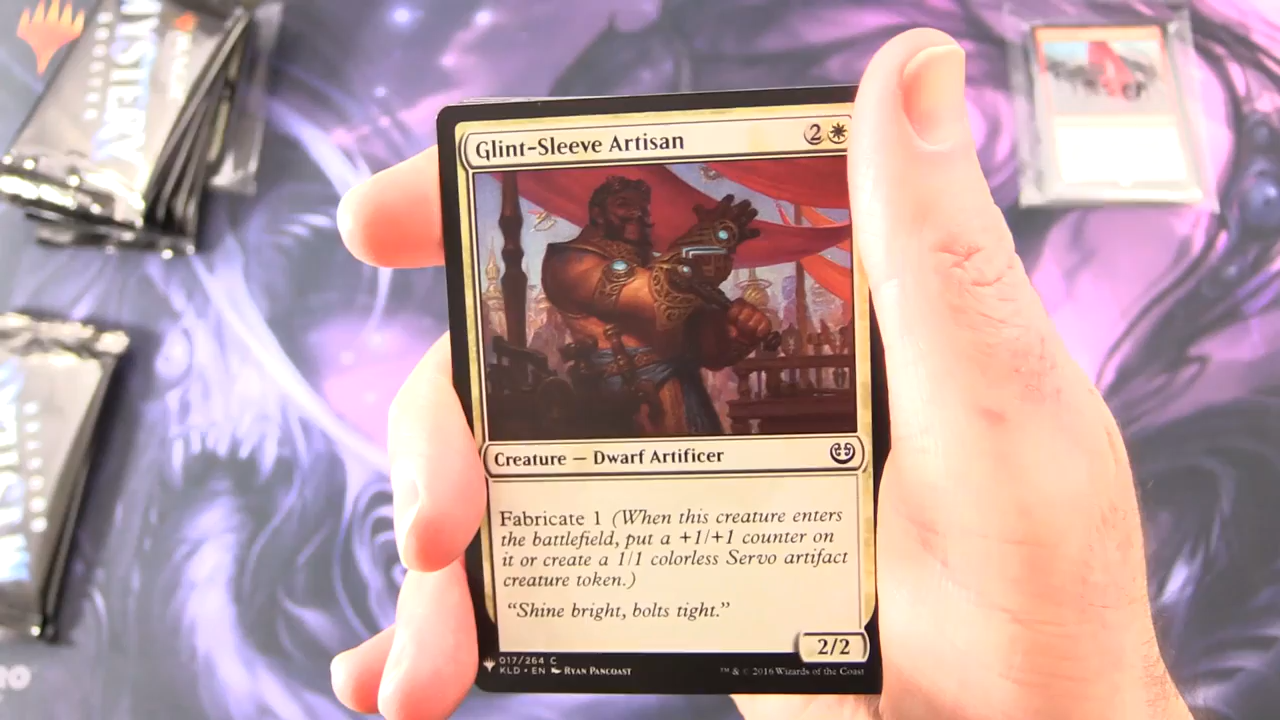 MYSTERY
BOOSTER
Glint-Sleeve Artisan 2
Creature — Dwarf Artificer
Fabricate 1 (When this creature enters
the battlefield, put a +1/+1 counter on
it or create a 1/1 colorless Servo artifact
creature token.)
“Shine bright, bolts tight.”
2/2
017/264 C
KLD • EN RYAN PANCOAST
™ & © 2016 Wizards of the Coast